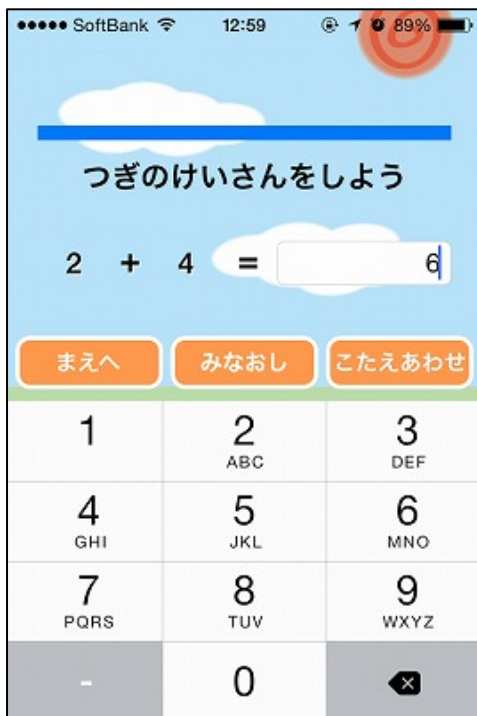 SoftBank 12:59 89%
つぎのけいさんをしよう
2 + 4 = 6
まえへ みなおし こたえあわせ
1 2 3
ABC DEF
4 5 6
GHI JKL MNO
7 8 9
PQRS TUV WXYZ
- 0